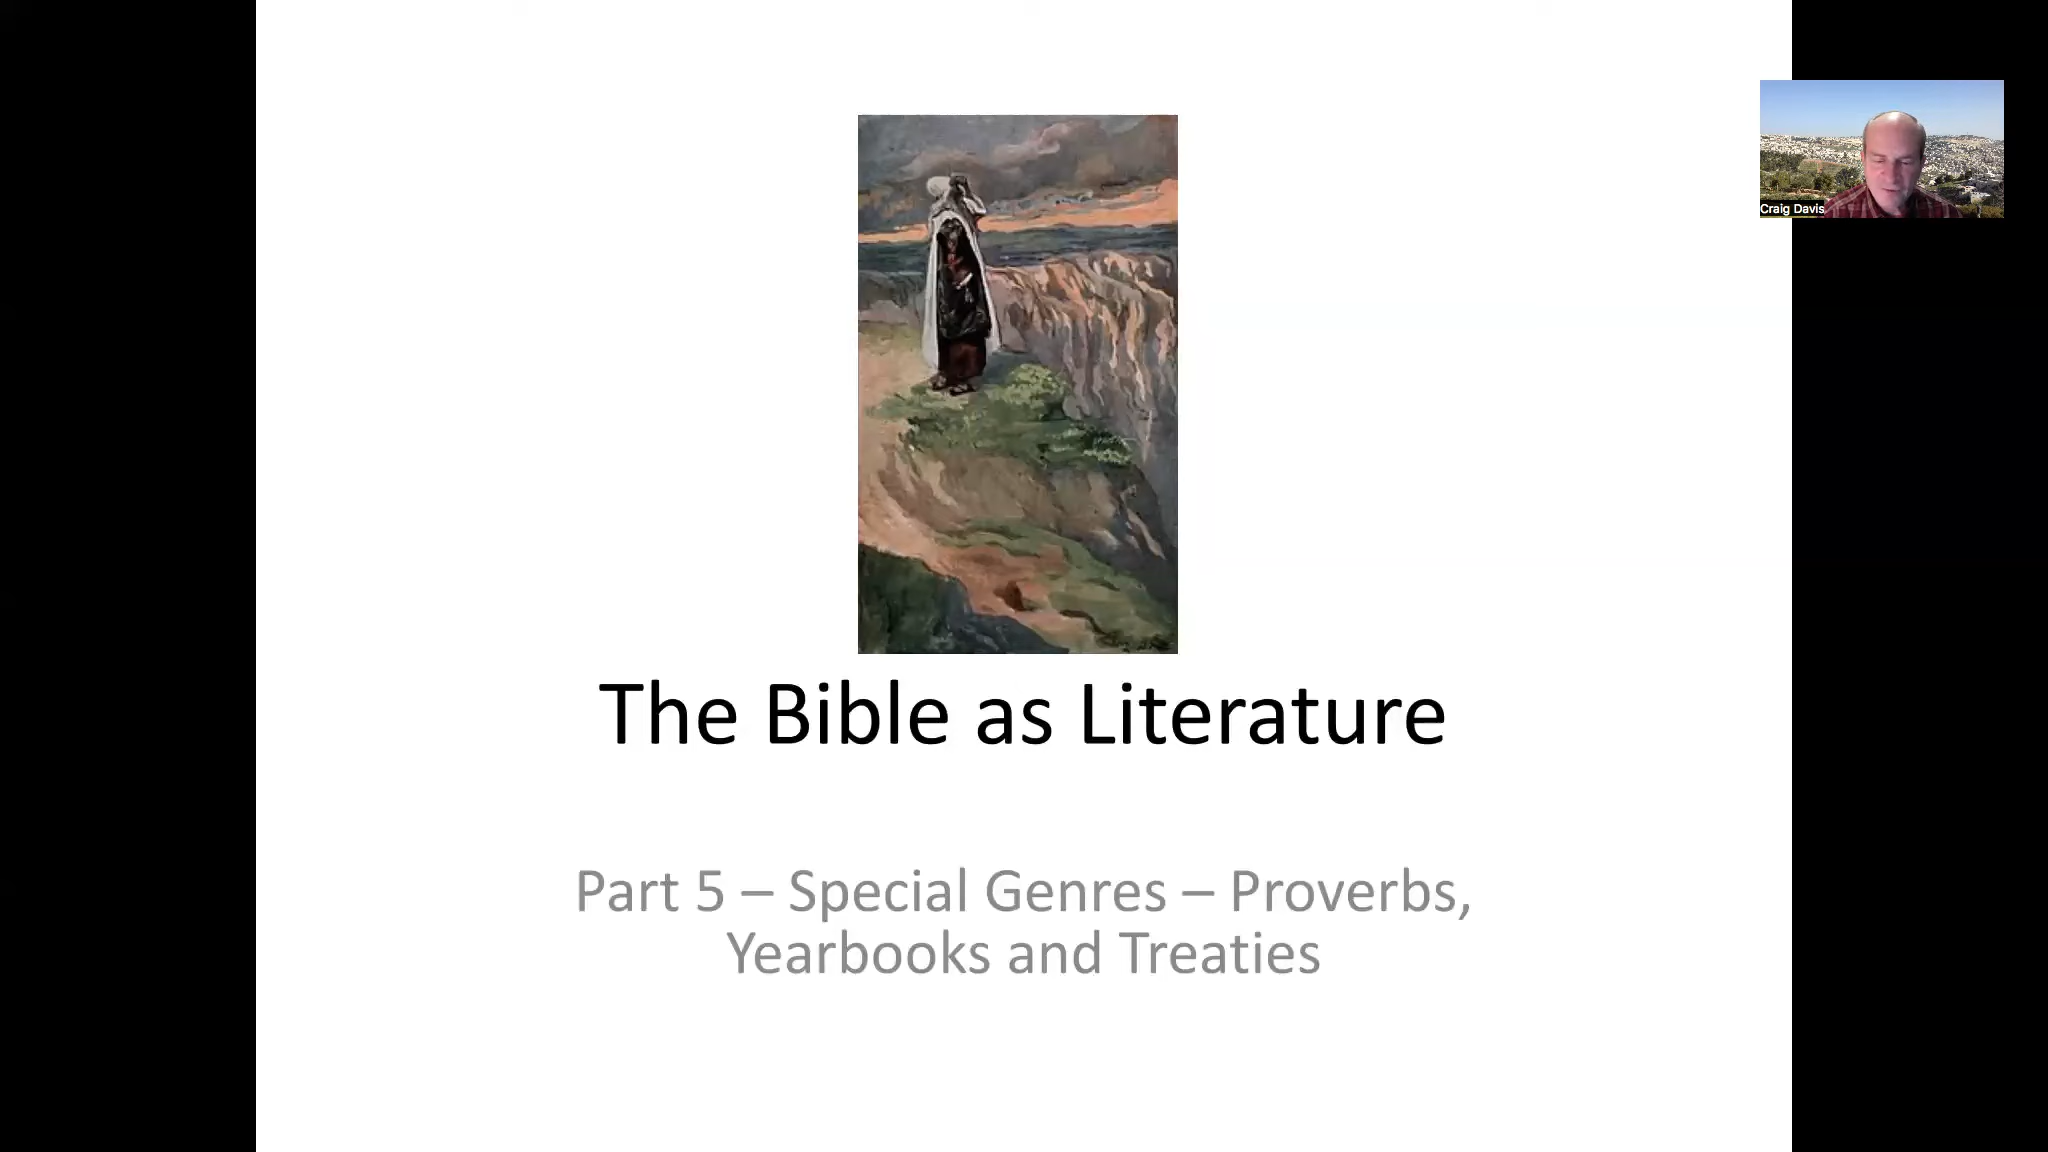 Craig Davis
The Bible as Literature
Part 5 – Special Genres – Proverbs,
Yearbooks and Treaties